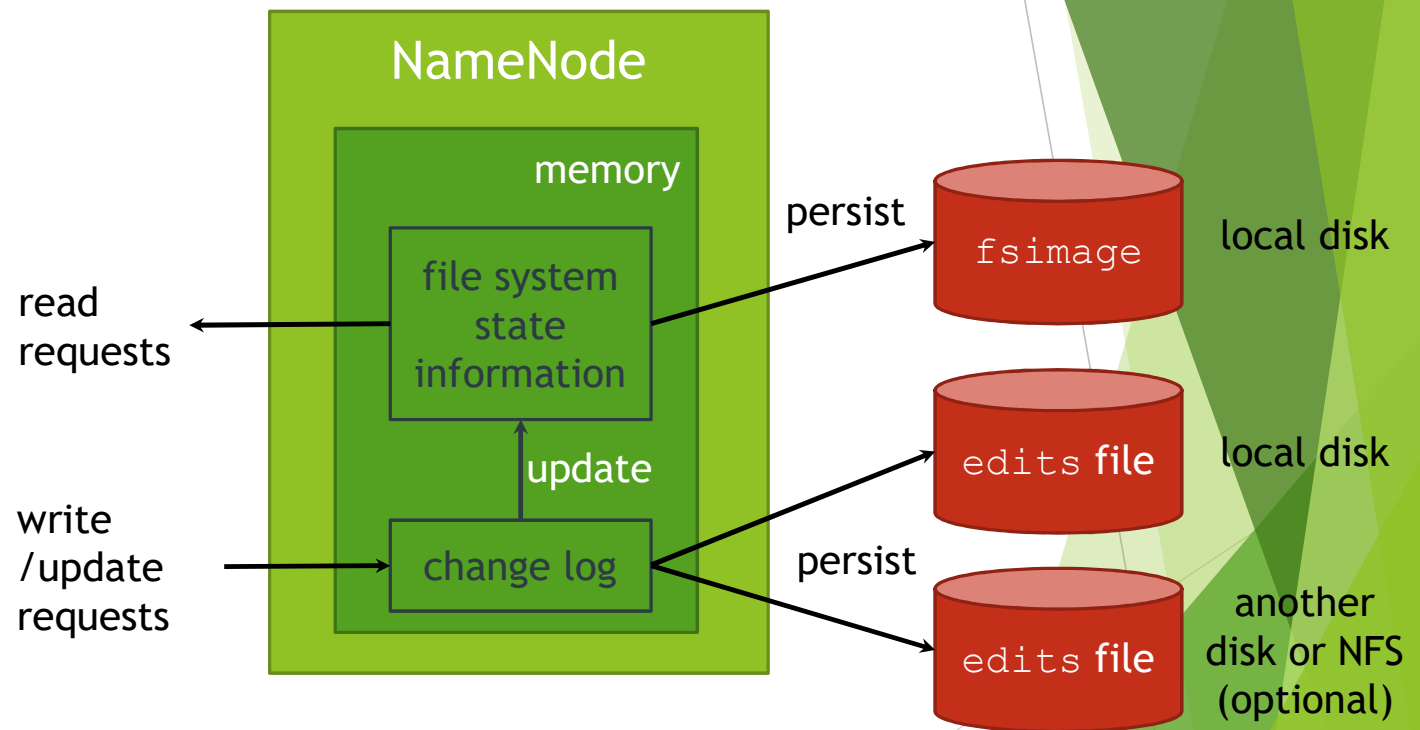 NameNode
memory
file system
state
information
update
change log
read
requests
write
/update
requests
persist
fsimage
local disk
edits file
local disk
persist
edits file
another
disk or NFS
(optional)